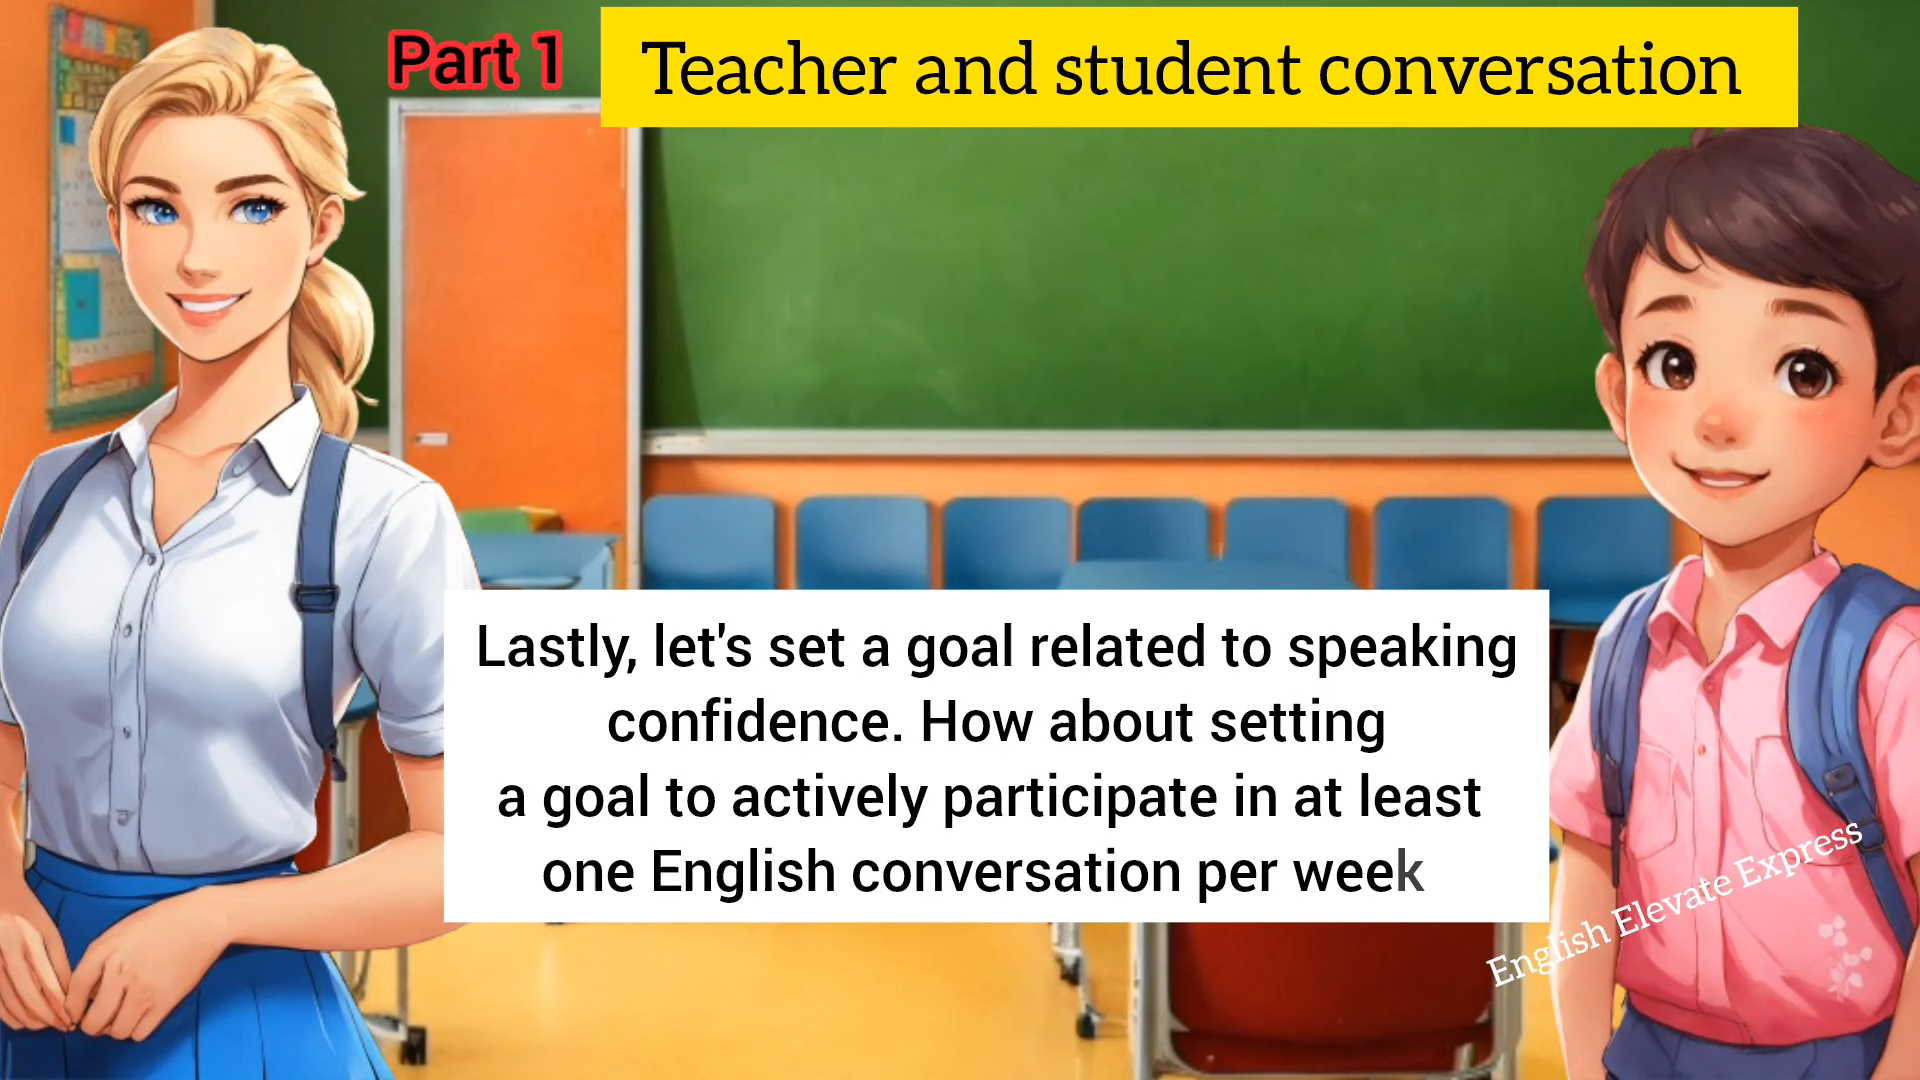 Part 1
Teacher and student conversation
Lastly, let's set a goal related to speaking
confidence. How about setting
a goal to actively participate in at least
one English conversation per week
English Elevate Express